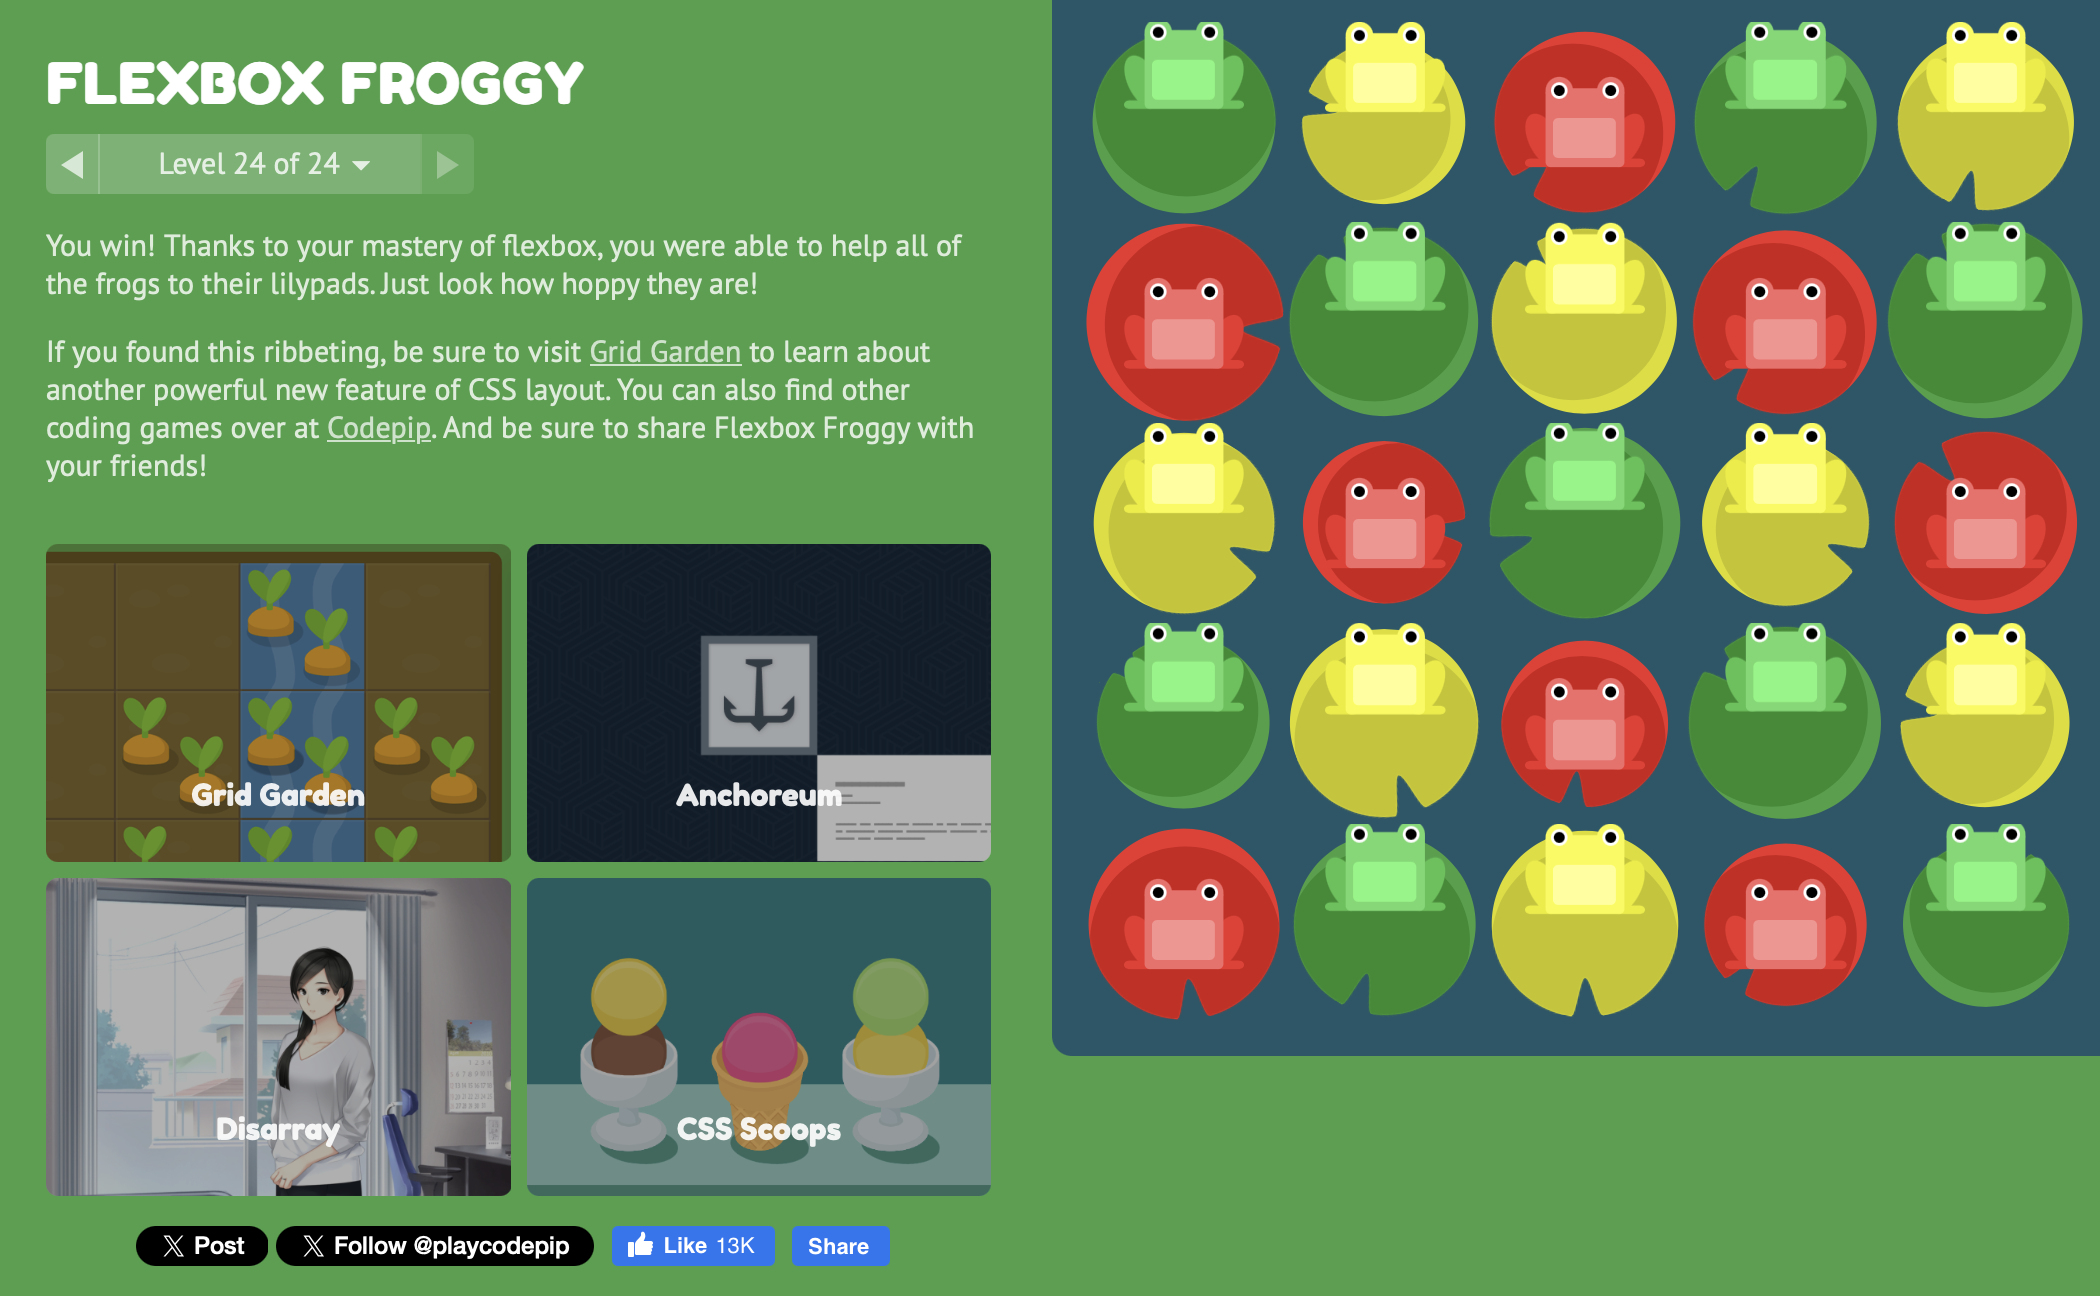 FLEXBOX FROGGY
Level 24 of 24
You win! Thanks to your mastery of flexbox, you were able to help all of
the frogs to their lilypads. Just look how hoppy they are!
If you found this ribbeting, be sure to visit Grid Garden to learn about
another powerful new feature of CSS layout. You can also find other
coding games over at Codepip. And be sure to share Flexbox Froggy with
your friends!
Grid Garden
Anchoreum
Disarray
CSS Scoops
Post
Follow @playcodepip
Like 13K
Share